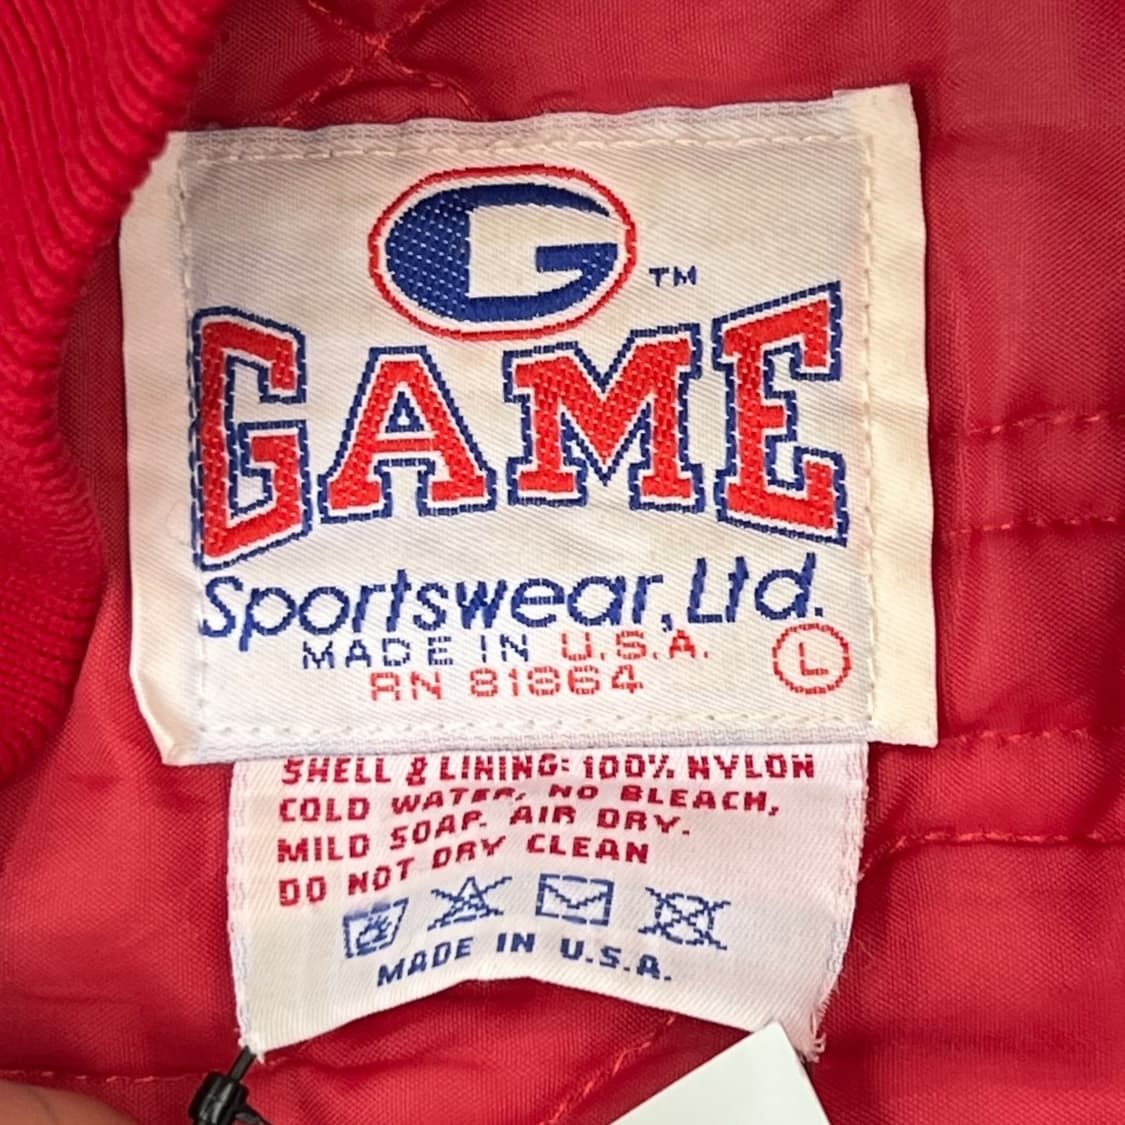 G TM
GAME
Sportswear, Ltd.
MADE IN U.S.A.
RN 81364 L
SHELL & LINING: 100% NYLON
COLD WATER, NO BLEACH,
MILD SOAP. AIR DRY.
DO NOT DRY CLEAN
MADE IN U.S.A.